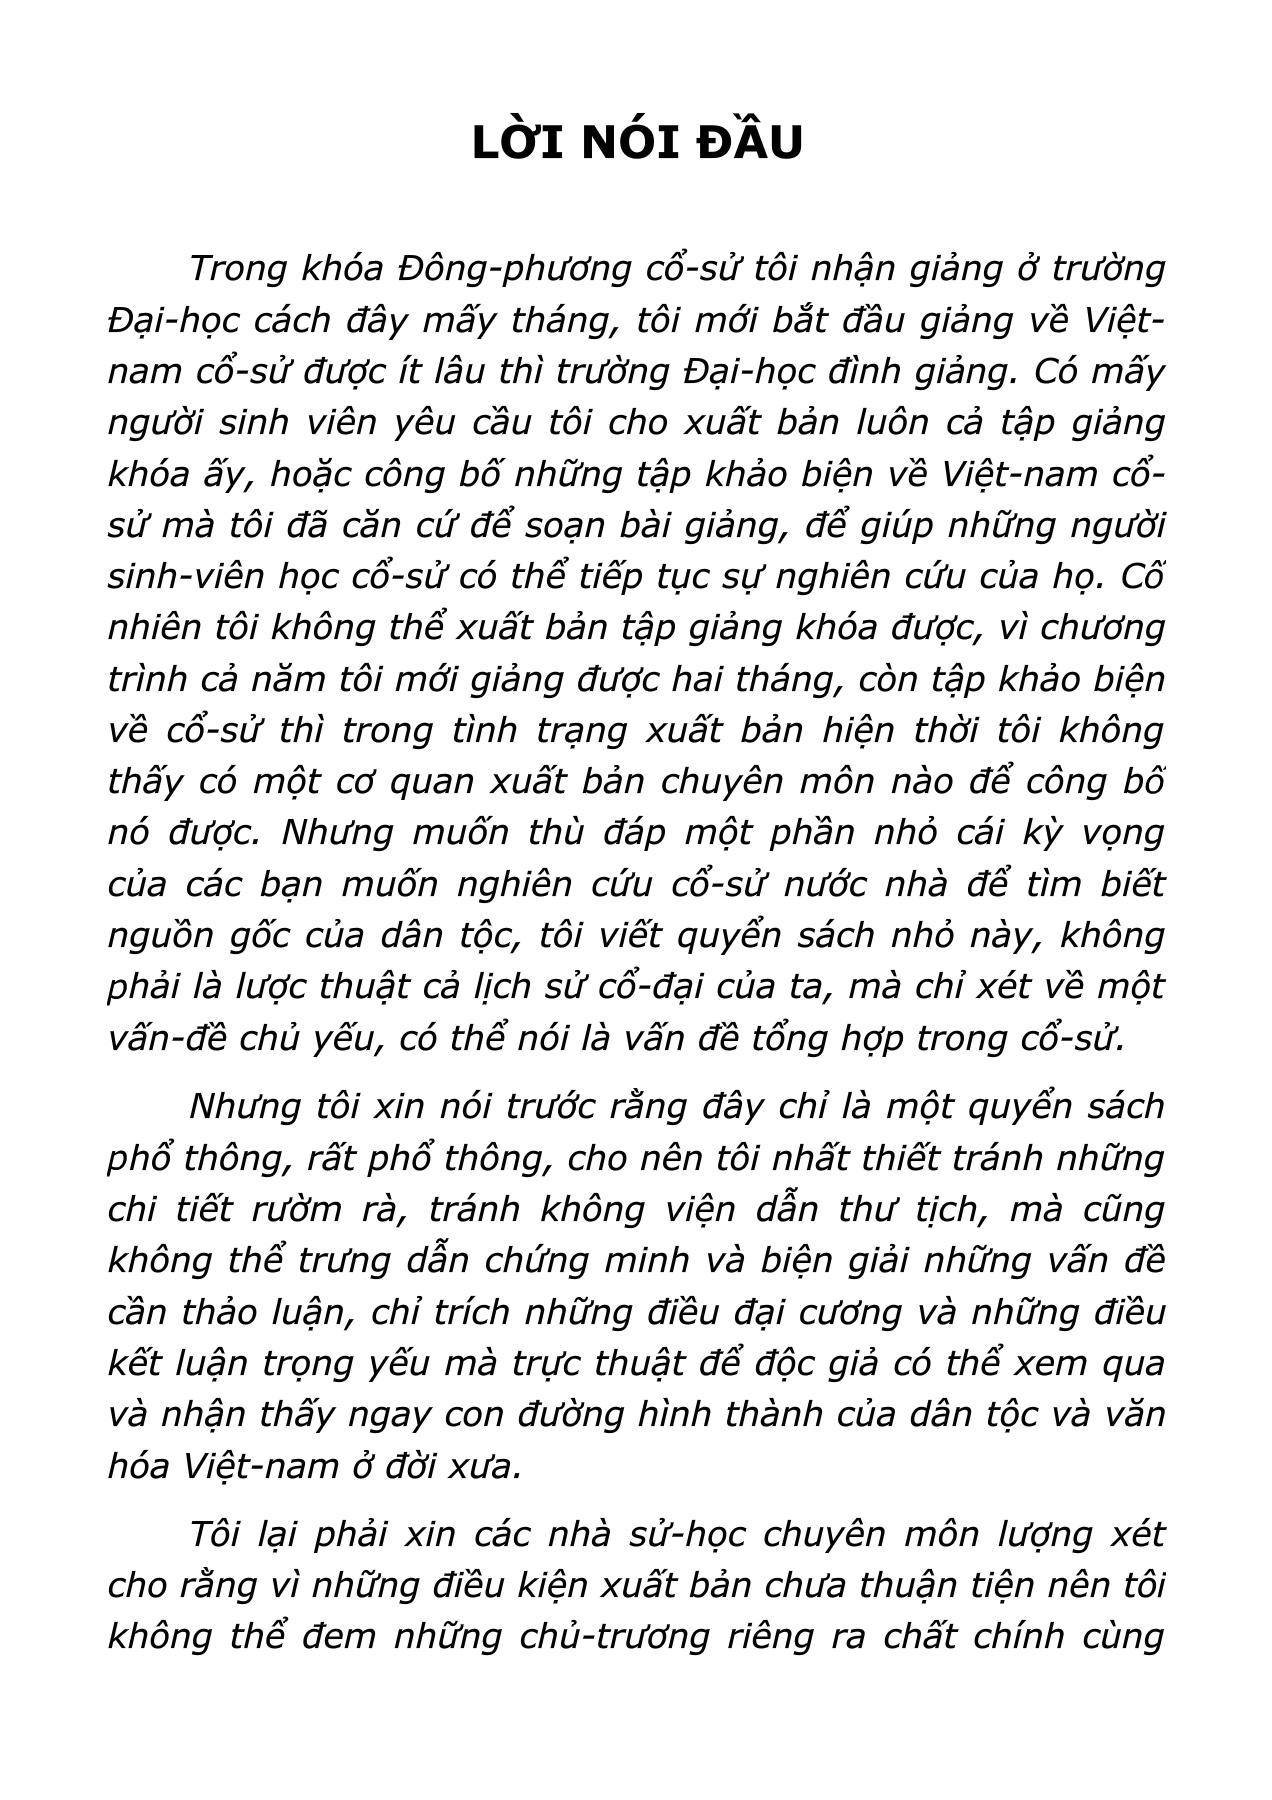 LỜI NÓI ĐẦU
Trong khóa Đông-phương cổ-sử tôi nhận giảng ở trường
Đại-học cách đây mấy tháng, tôi mới bắt đầu giảng về Việt-
nam cổ-sử được ít lâu thì trường Đại-học đình giảng. Có mấy
người sinh viên yêu cầu tôi cho xuất bản luôn cả tập giảng
khóa ấy, hoặc công bố những tập khảo biện về Việt-nam cổ-
sử mà tôi đã căn cứ để soạn bài giảng, để giúp những người
sinh-viên học cổ-sử có thể tiếp tục sự nghiên cứu của họ. Cố
nhiên tôi không thể xuất bản tập giảng khóa được, vì chương
trình cả năm tôi mới giảng được hai tháng, còn tập khảo biện
về cổ-sử thì trong tình trạng xuất bản hiện thời tôi không
thấy có một cơ quan xuất bản chuyên môn nào để công bố
nó được. Nhưng muốn thù đáp một phần nhỏ cái kỳ vọng
của các bạn muốn nghiên cứu cổ-sử nước nhà để tìm biết
nguồn gốc của dân tộc, tôi viết quyển sách nhỏ này, không
phải là lược thuật cả lịch sử cổ-đại của ta, mà chỉ xét về một
vấn-đề chủ yếu, có thể nói là vấn đề tổng hợp trong cổ-sử.
Nhưng tôi xin nói trước rằng đây chỉ là một quyển sách
phổ thông, rất phổ thông, cho nên tôi nhất thiết tránh những
chi tiết rườm rà, tránh không viện dẫn thư tịch, mà cũng
không thể trưng dẫn chứng minh và biện giải những vấn đề
cần thảo luận, chỉ trích những điều đại cương và những điều
kết luận trọng yếu mà trực thuật để độc giả có thể xem qua
và nhận thấy ngay con đường hình thành của dân tộc và văn
hóa Việt-nam ở đời xưa.
Tôi lại phải xin các nhà sử-học chuyên môn lượng xét
cho rằng vì những điều kiện xuất bản chưa thuận tiện nên tôi
không thể đem những chủ-trương riêng ra chất chính cùng